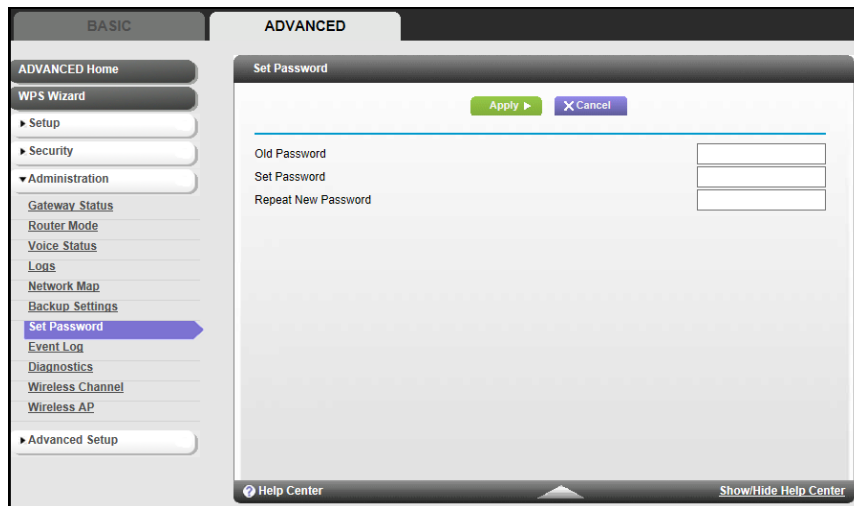 BASIC
ADVANCED
ADVANCED Home
WPS Wizard
Setup
Security
Administration
Gateway Status
Router Mode
Voice Status
Logs
Network Map
Backup Settings
Set Password
Event Log
Diagnostics
Wireless Channel
Wireless AP
Advanced Setup
Set Password
Apply
X Cancel
Old Password
Set Password
Repeat New Password
? Help Center
Show/Hide Help Center